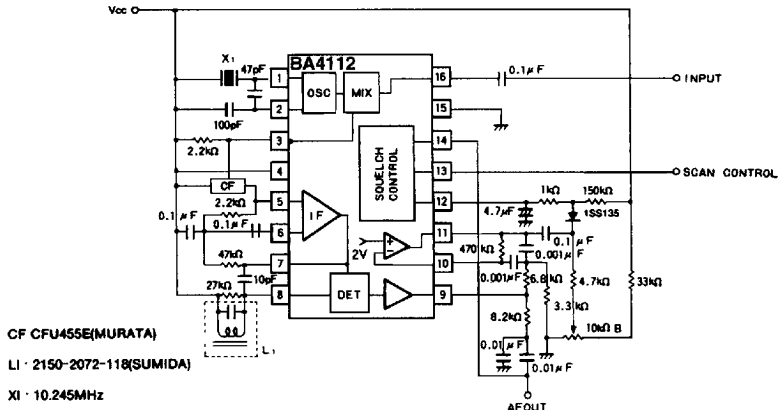 Vcc
X1
47pF
100pF
2.2kΩ
CF
2.2kΩ
0.1μF
0.1μF
47kΩ
10pF
27kΩ
L1
BA4112
OSC
MIX
SQUELCH CONTROL
IF
2V
DET
1
2
3
4
5
6
7
8
16
15
14
13
12
11
10
9
0.1μF
INPUT
SCAN CONTROL
1kΩ
150kΩ
4.7μF
1SS135
470kΩ
0.1μF
0.001μF
0.001μF
6.8kΩ
4.7kΩ
33kΩ
3.3kΩ
8.2kΩ
10kΩ B
0.01μF
0.01μF
AFOUT
CF CFU455E(MURATA)
LI · 2150-2072-118(SUMIDA)
XI · 10.245MHz